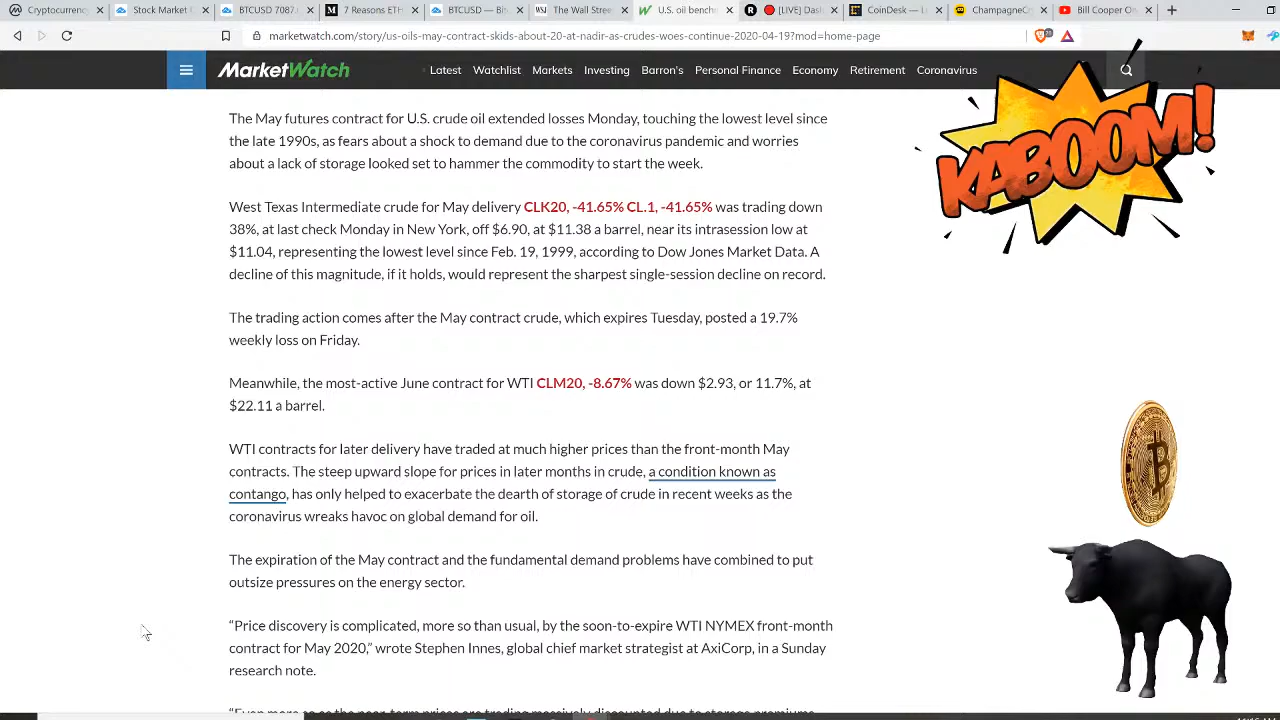 Cryptocurrency
Stock Market C
BTCUSD 7087.
7 Reasons ETH
BTCUSD — Bin
The Wall Street
U.S. oil bench
[LIVE] Da
CoinDesk — L
ChampagneCo
Bill Cooper On
marketwatch.com/story/us-oils-may-contract-skids-about-20-at-nadir-as-crudes-woes-continue-2020-04-19?mod=home-page
MarketWatch
Latest Watchlist Markets Investing Barron's Personal Finance Economy Retirement Coronavirus
KABOOM!
The May futures contract for U.S. crude oil extended losses Monday, touching the lowest level since
the late 1990s, as fears about a shock to demand due to the coronavirus pandemic and worries
about a lack of storage looked set to hammer the commodity to start the week.
West Texas Intermediate crude for May delivery CLK20, -41.65% CL.1, -41.65% was trading down
38%, at last check Monday in New York, off $6.90, at $11.38 a barrel, near its intrasession low at
$11.04, representing the lowest level since Feb. 19, 1999, according to Dow Jones Market Data. A
decline of this magnitude, if it holds, would represent the sharpest single-session decline on record.
The trading action comes after the May contract crude, which expires Tuesday, posted a 19.7%
weekly loss on Friday.
Meanwhile, the most-active June contract for WTI CLM20, -8.67% was down $2.93, or 11.7%, at
$22.11 a barrel.
WTI contracts for later delivery have traded at much higher prices than the front-month May
contracts. The steep upward slope for prices in later months in crude, a condition known as
contango, has only helped to exacerbate the dearth of storage of crude in recent weeks as the
coronavirus wreaks havoc on global demand for oil.
The expiration of the May contract and the fundamental demand problems have combined to put
outsize pressures on the energy sector.
“Price discovery is complicated, more so than usual, by the soon-to-expire WTI NYMEX front-month
contract for May 2020,” wrote Stephen Innes, global chief market strategist at AxiCorp, in a Sunday
research note.